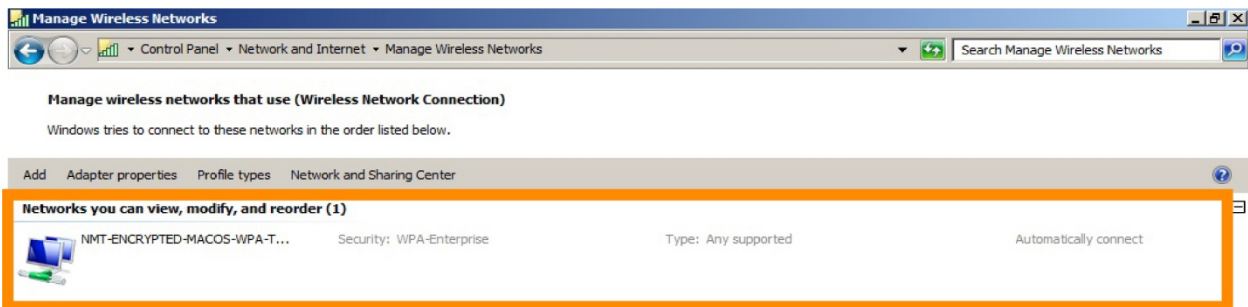 Manage Wireless Networks
Control Panel Network and Internet Manage Wireless Networks Search Manage Wireless Networks
Manage wireless networks that use (Wireless Network Connection)
Windows tries to connect to these networks in the order listed below.
Add Adapter properties Profile types Network and Sharing Center
Networks you can view, modify, and reorder (1)
NMT-ENCRYPTED-MACOS-WPA-T... Security: WPA-Enterprise Type: Any supported Automatically connect